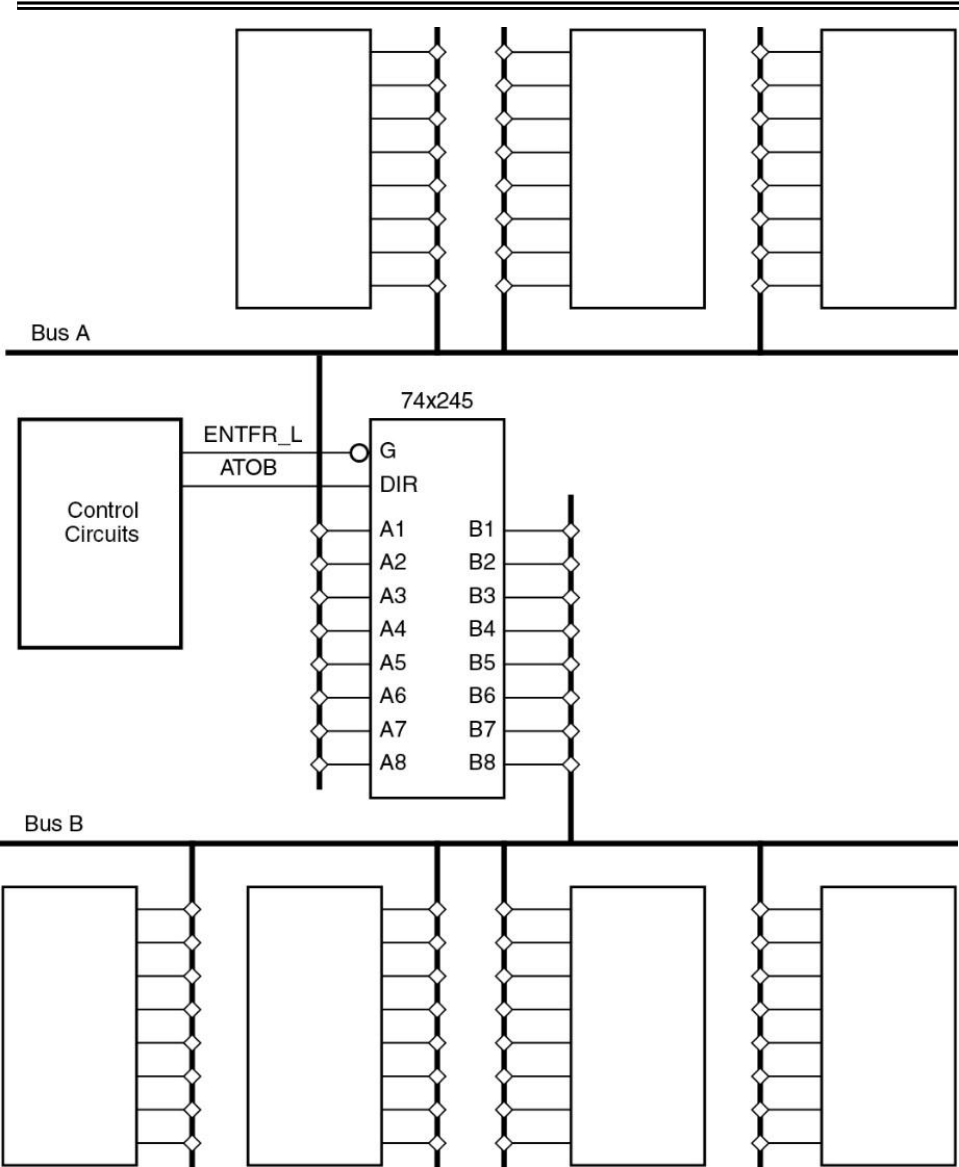 Bus A
74x245
ENTFR_L
G
ATOB
DIR
Control
Circuits
A1 B1
A2 B2
A3 B3
A4 B4
A5 B5
A6 B6
A7 B7
A8 B8
Bus B